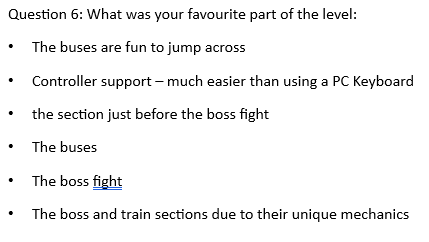 Question 6: What was your favourite part of the level:
• The buses are fun to jump across
• Controller support – much easier than using a PC Keyboard
• the section just before the boss fight
• The buses
• The boss fight
• The boss and train sections due to their unique mechanics